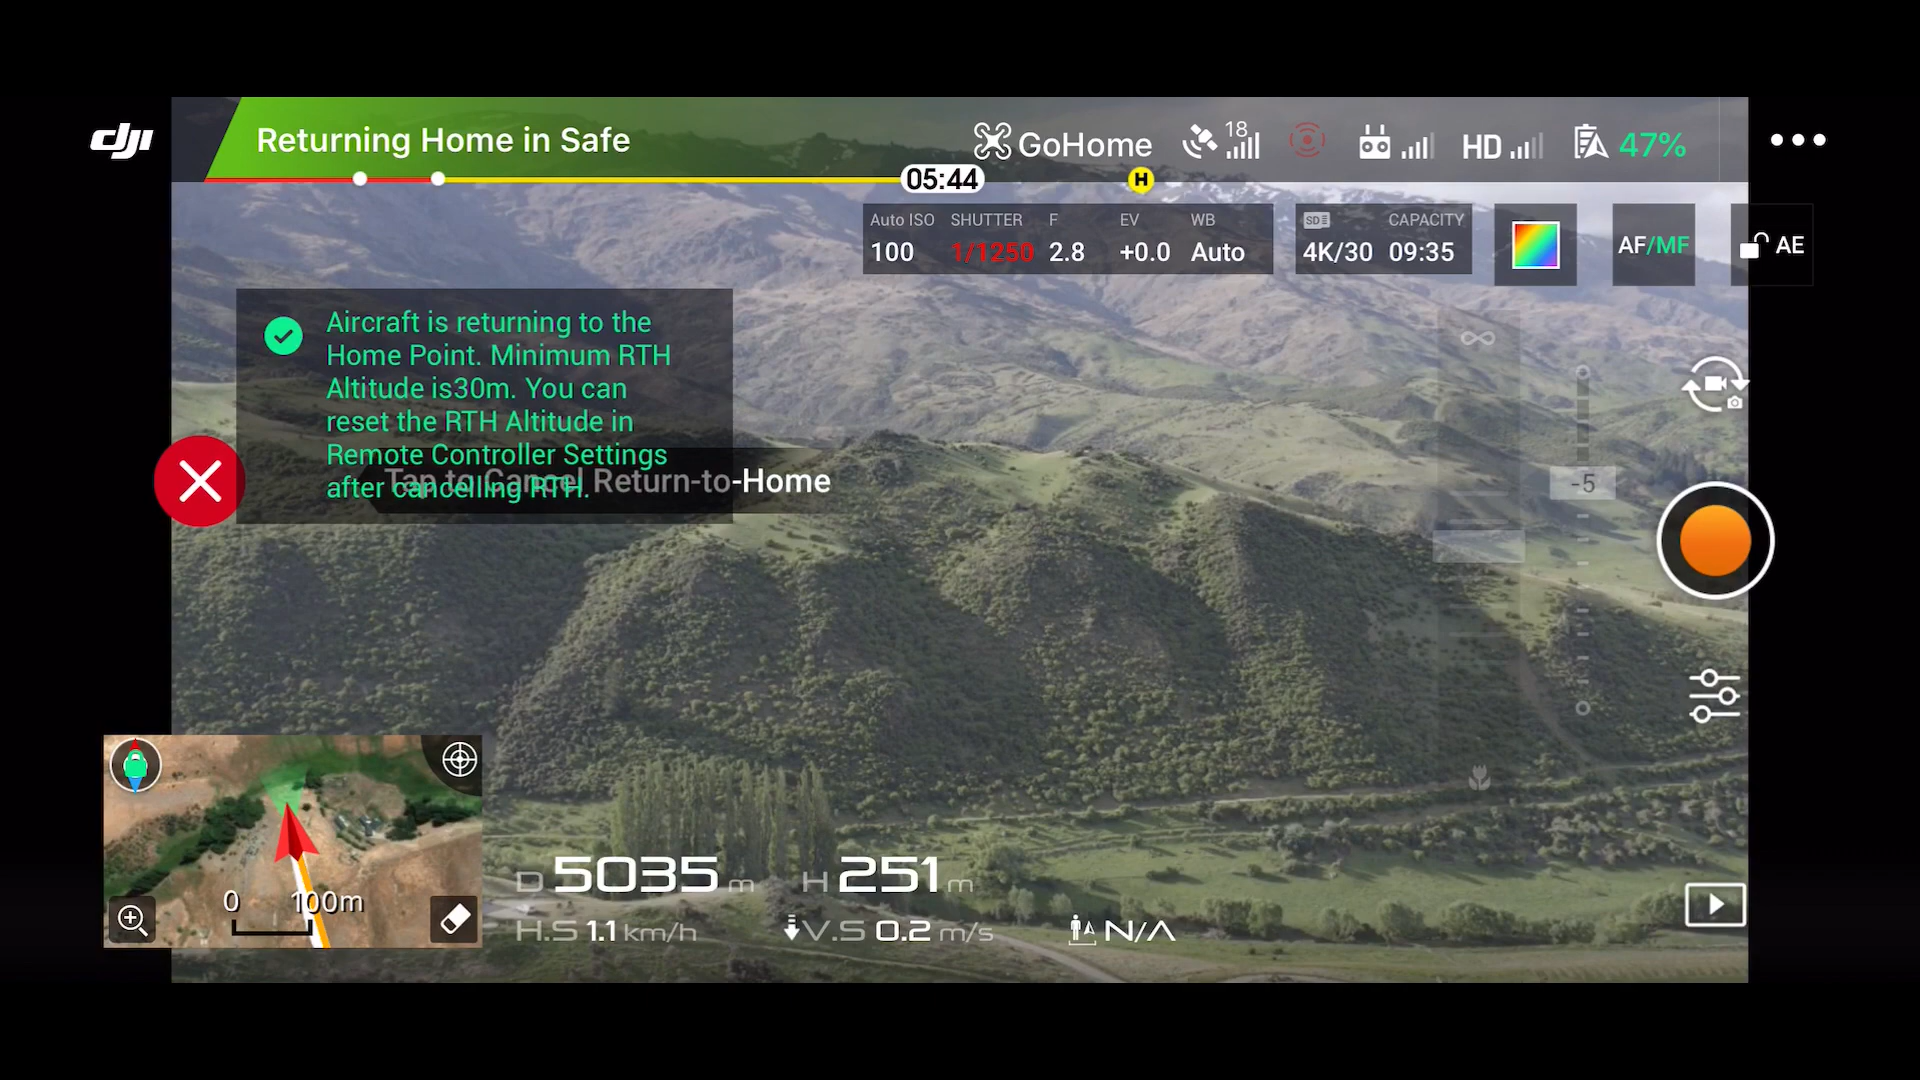 dji
Returning Home in Safe
GoHome
18
HD
47%
05:44
H
Auto ISO SHUTTER F EV WB
100 1/1250 2.8 +0.0 Auto
SD CAPACITY
4K/30 09:35
AF/MF
AE
Aircraft is returning to the
Home Point. Minimum RTH
Altitude is30m. You can
reset the RTH Altitude in
Remote Controller Settings
after cancelling RTH.
Tap to Cancel Return-to-Home
-5
0 100m
D 5035 m H 251 m
H.S 1.1 km/h V.S 0.2 m/s N/A